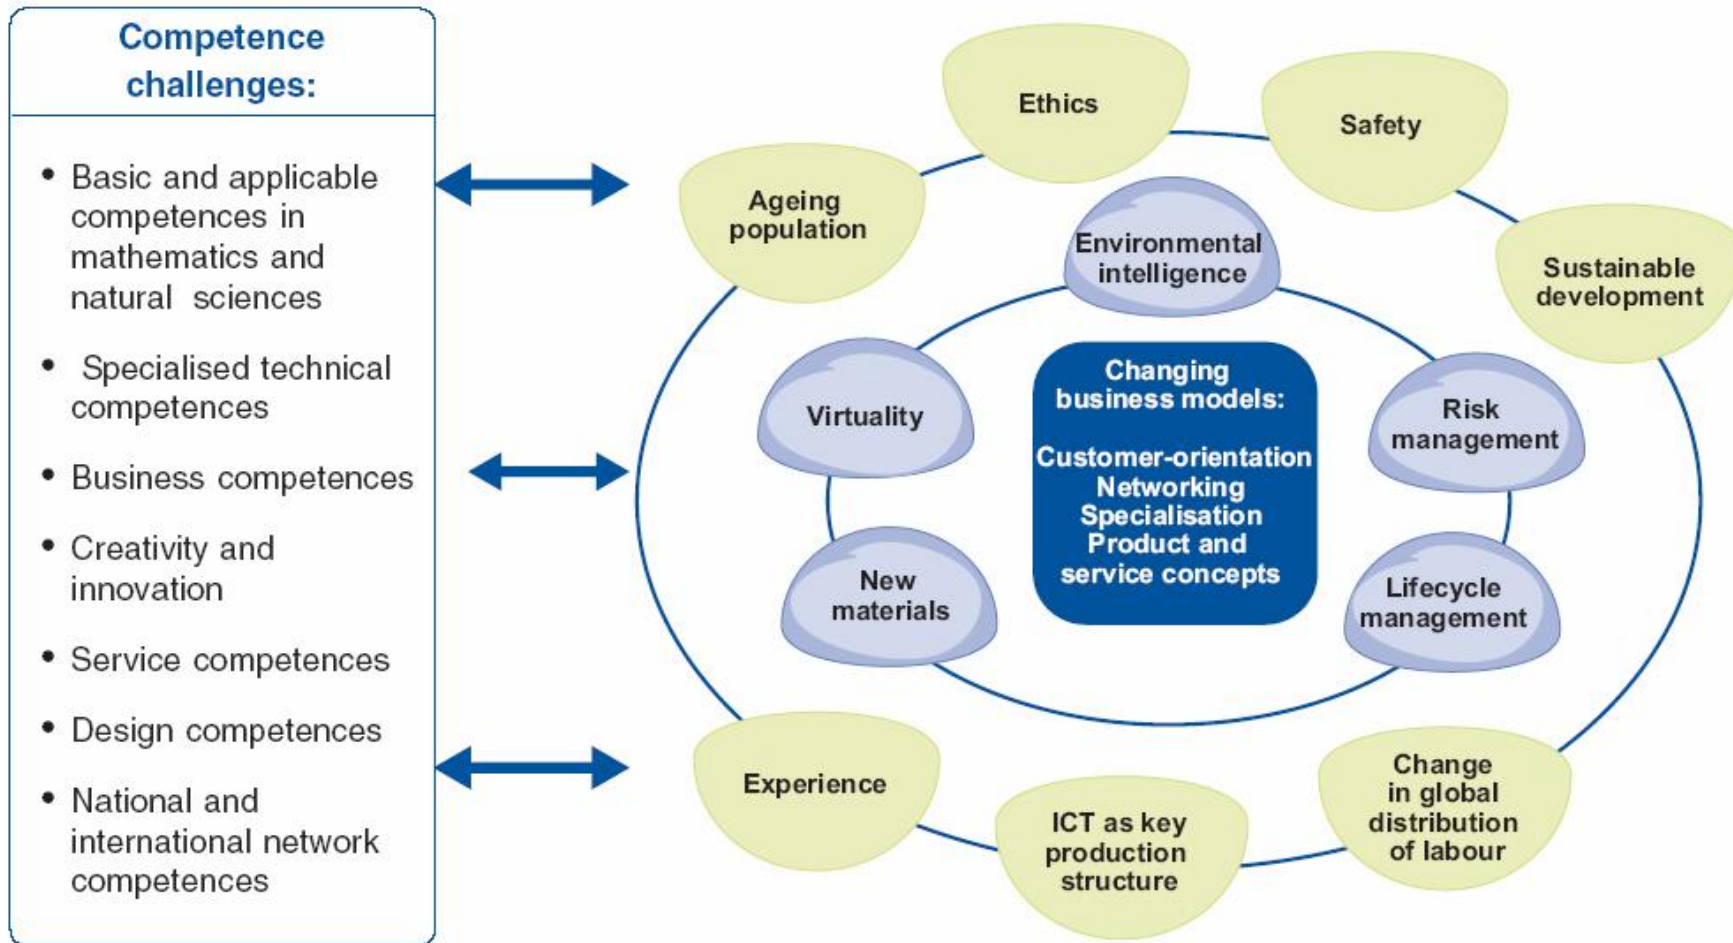 Competence
challenges:
• Basic and applicable
competences in
mathematics and
natural sciences
• Specialised technical
competences
• Business competences
• Creativity and
innovation
• Service competences
• Design competences
• National and
international network
competences
Ethics
Safety
Ageing
population
Sustainable
development
Environmental
intelligence
Virtuality
Risk
management
New
materials
Lifecycle
management
Changing
business models:
Customer-orientation
Networking
Specialisation
Product and
service concepts
Experience
ICT as key
production
structure
Change
in global
distribution
of labour